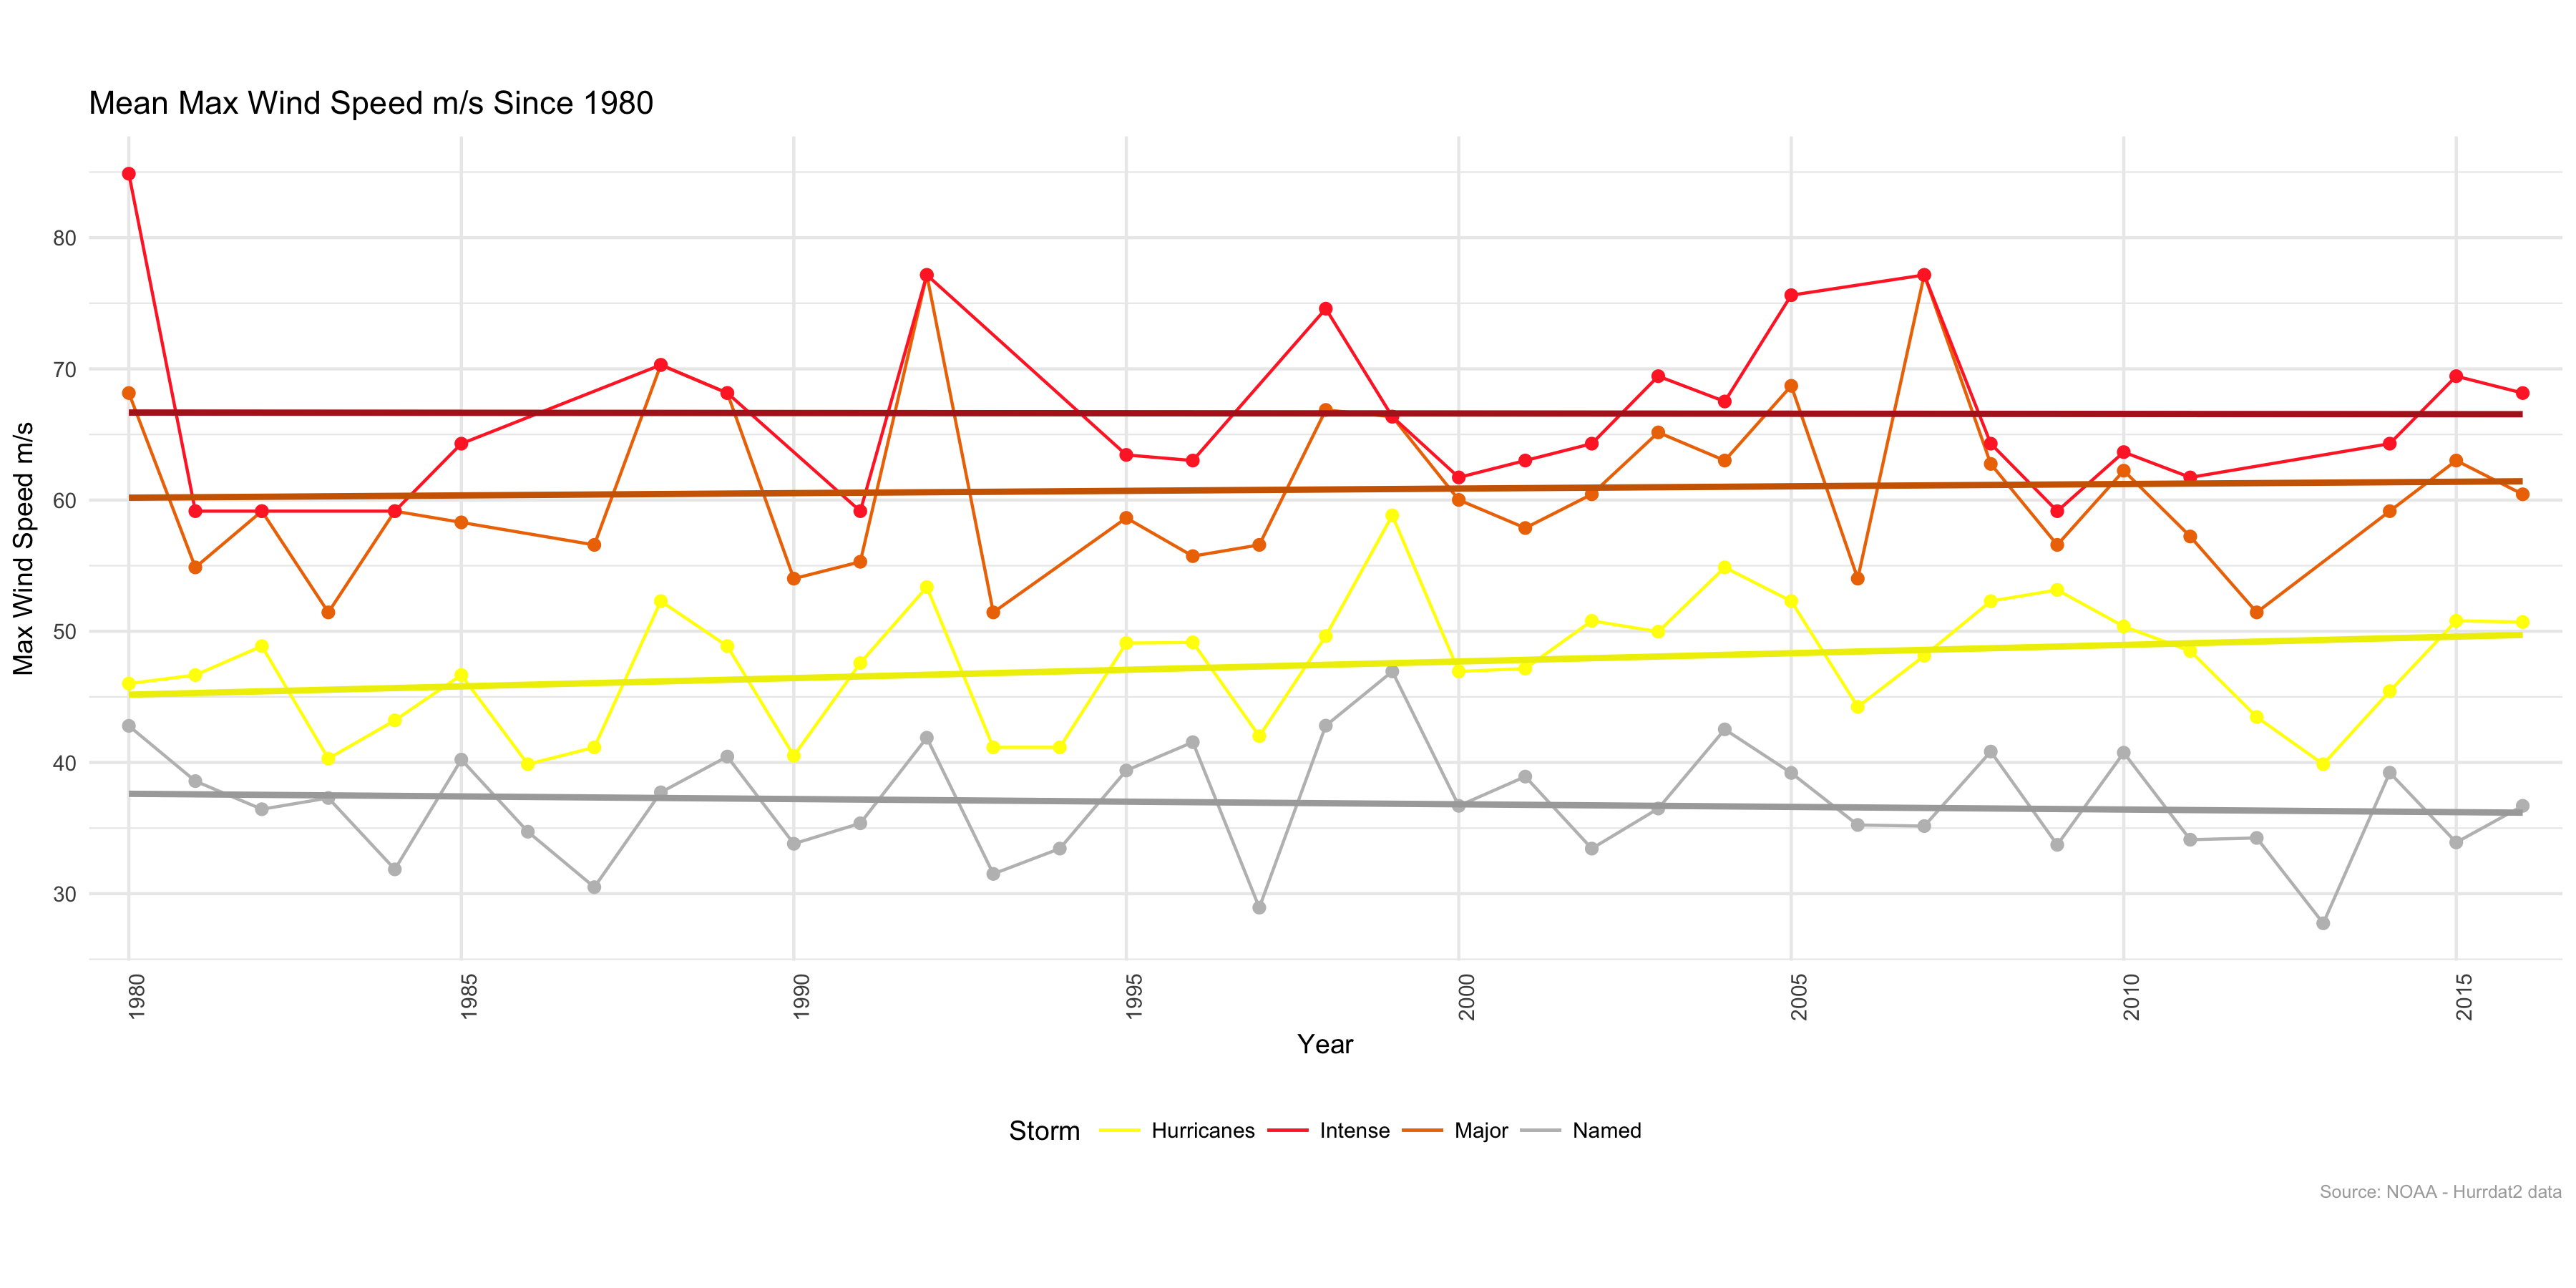 Mean Max Wind Speed m/s Since 1980
Max Wind Speed m/s
80
70
60
50
40
30
1980
1985
1990
1995
2000
2005
2010
2015
Year
Storm Hurricanes Intense Major Named
Source: NOAA - Hurrdat2 data